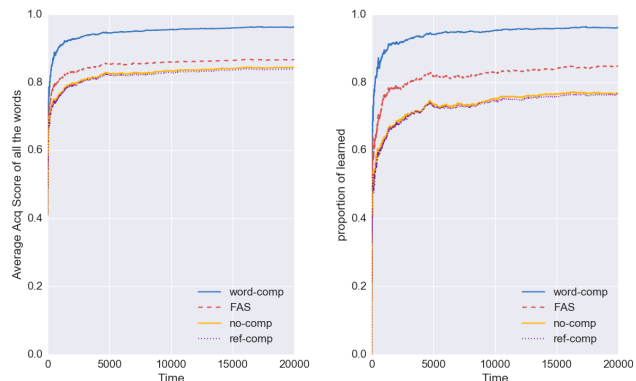 Average Acq Score of all the words
1.0
0.8
0.6
0.4
0.2
0.0
word-comp
FAS
no-comp
ref-comp
0 5000 10000 15000 20000
Time
proportion of learned
1.0
0.8
0.6
0.4
0.2
0.0
word-comp
FAS
no-comp
ref-comp
0 5000 10000 15000 20000
Time